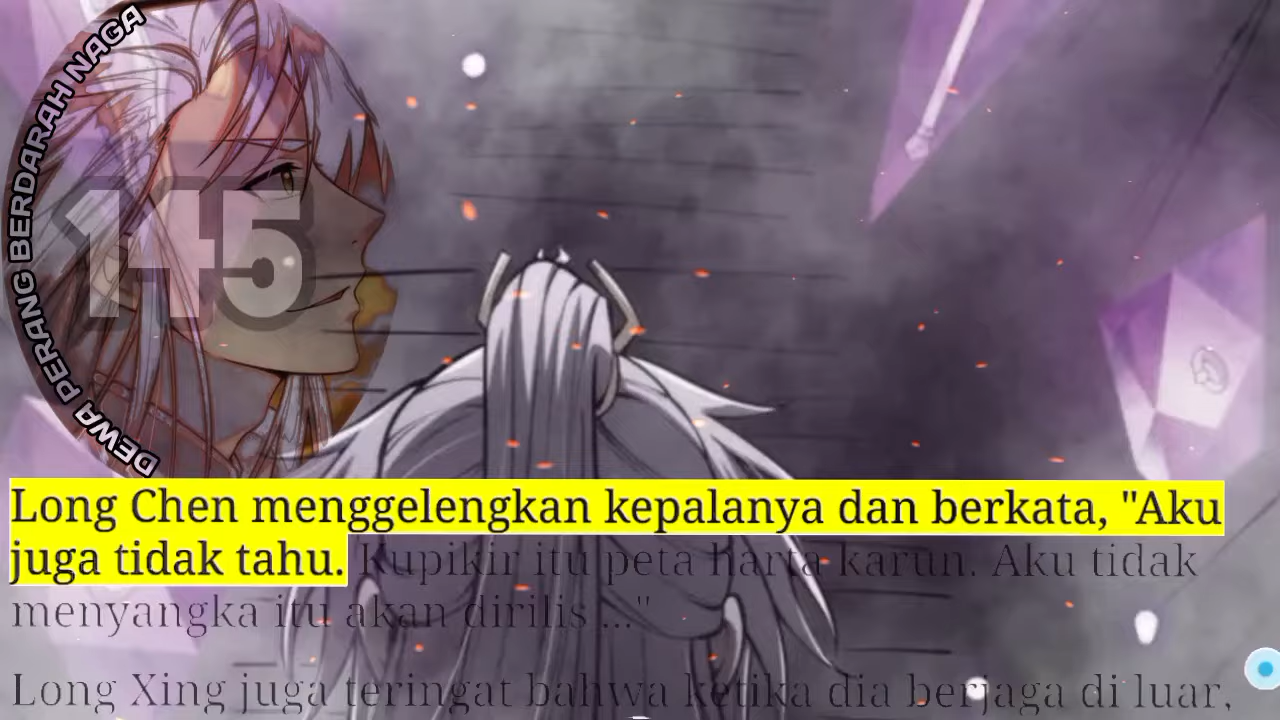 DEWA PERANG BERDARAH NAGA
145
Long Chen menggelengkan kepalanya dan berkata, "Aku
juga tidak tahu. Kupikir itu peta harta karun. Aku tidak
menyangka itu akan dirilis ..."
Long Xing juga teringat bahwa ketika dia berjaga di luar,